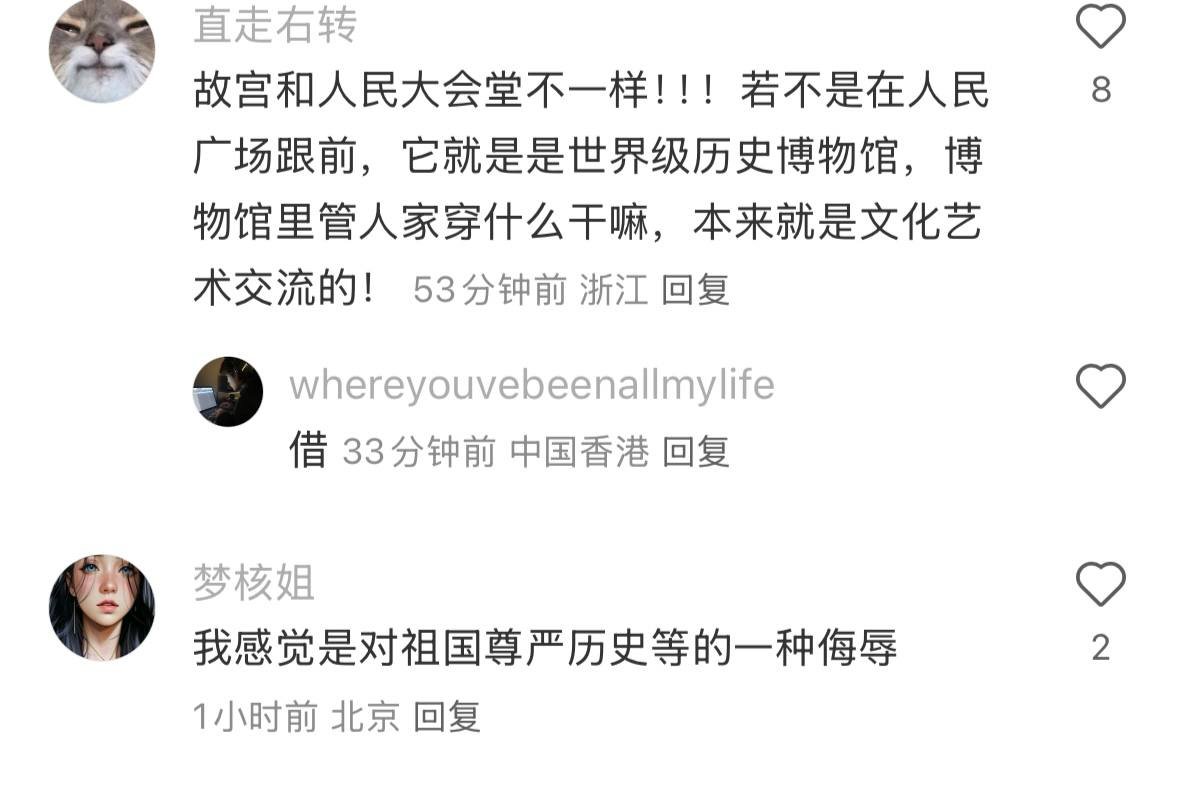 直走右转
故宫和人民大会堂不一样！！！若不是在人民
8
广场跟前，它就是是世界级历史博物馆，博
物馆里管人家穿什么干嘛，本来就是文化艺
术交流的！ 53分钟前 浙江 回复
whereyouvebeenallmylife
借 33分钟前 中国香港 回复
梦核姐
我感觉是对祖国尊严历史等的一种侮辱
2
1小时前 北京 回复